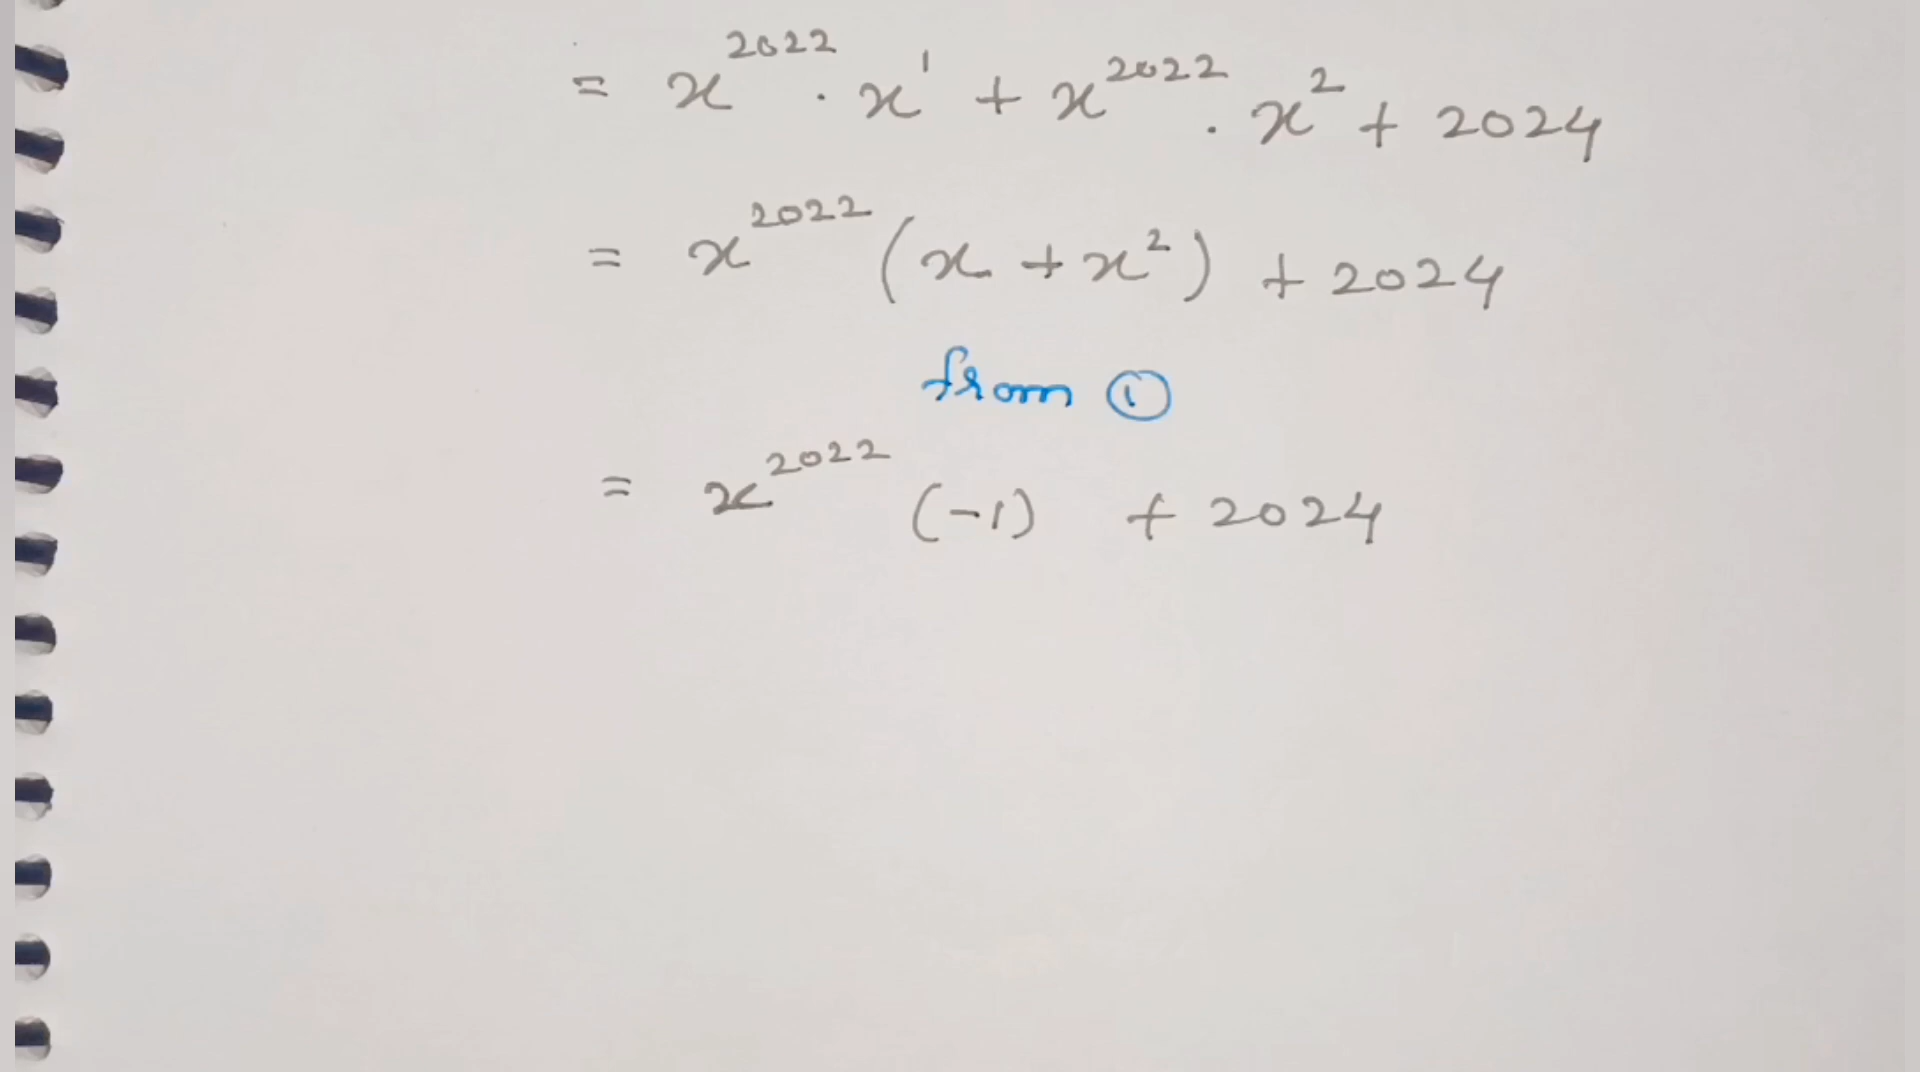 = x^2022 . x^1 + x^2022 . x^2 + 2024
= x^2022 (x + x^2) + 2024
from ①
= x^2022 (-1) + 2024